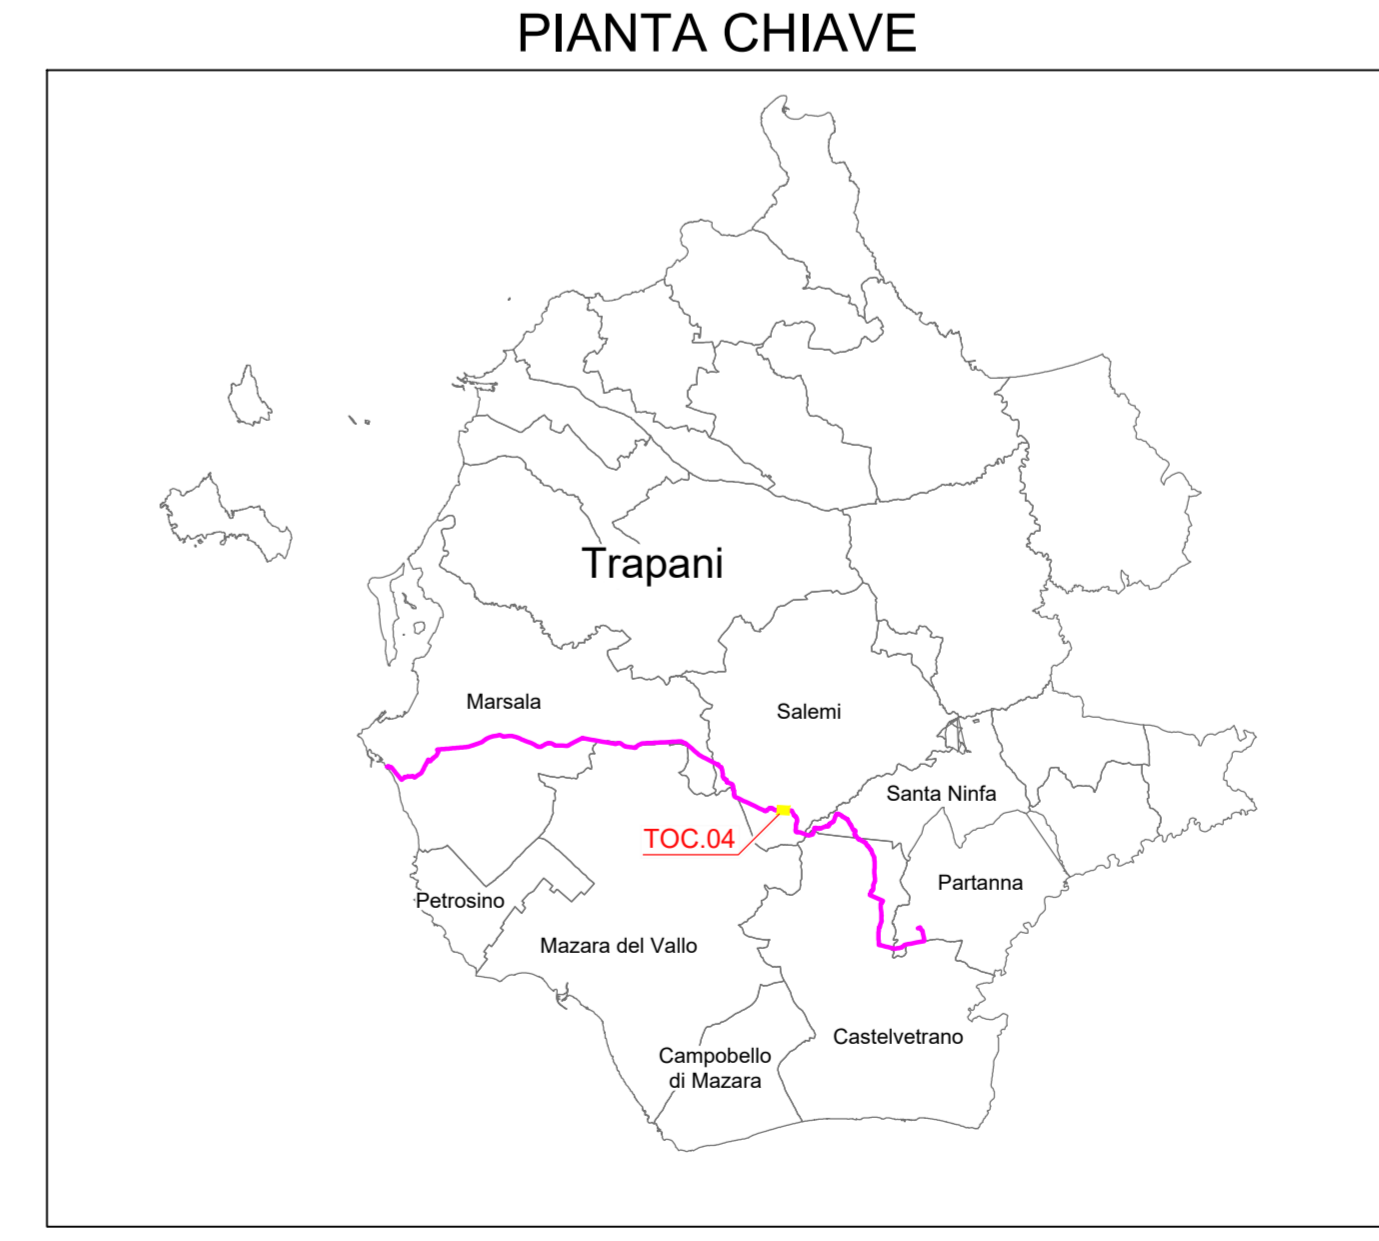 PIANTA CHIAVE
Trapani
Marsala
Salemi
Santa Ninfa
TOC.04
Partanna
Petrosino
Mazara del Vallo
Castelvetrano
Campobello
di Mazara